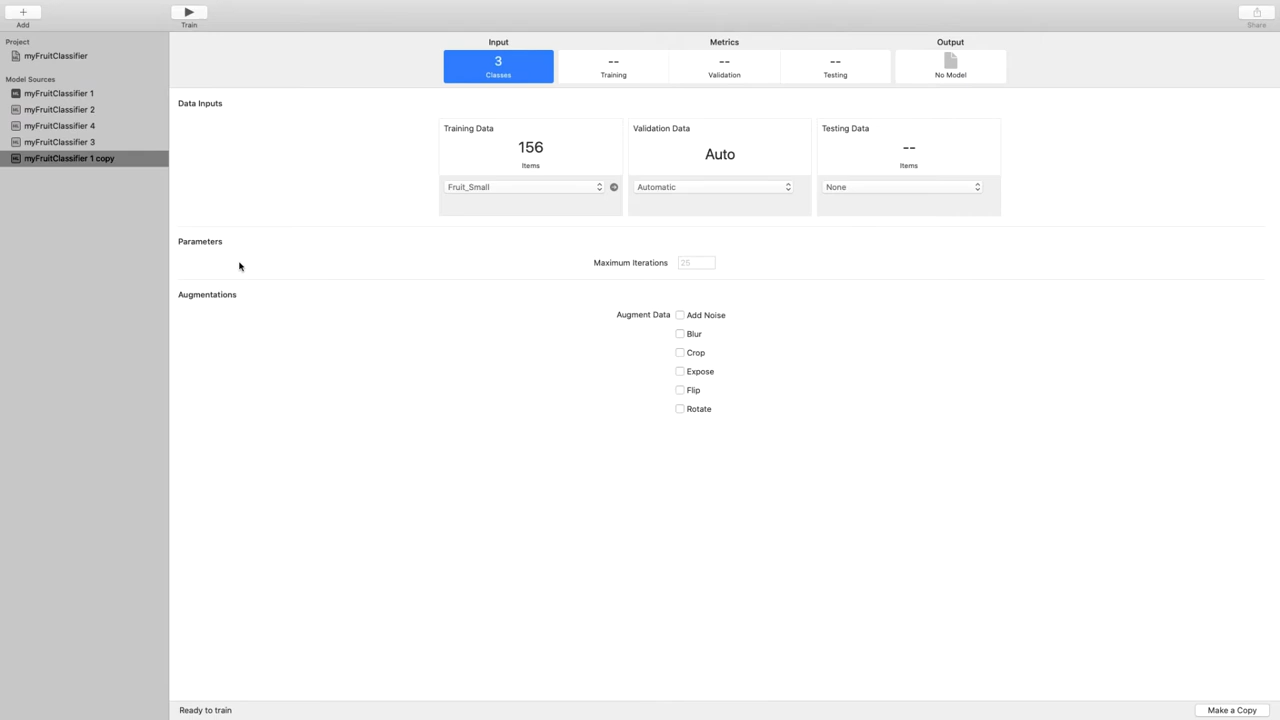 Add
Train
Share
Project
myFruitClassifier
Model Sources
myFruitClassifier 1
myFruitClassifier 2
myFruitClassifier 4
myFruitClassifier 3
myFruitClassifier 1 copy
Input
Metrics
Output
3
Classes
--
Training
--
Validation
--
Testing
No Model
Data Inputs
Training Data
156
Items
Fruit_Small
Validation Data
Auto
Automatic
Testing Data
--
Items
None
Parameters
Maximum Iterations 25
Augmentations
Augment Data
Add Noise
Blur
Crop
Expose
Flip
Rotate
Ready to train
Make a Copy